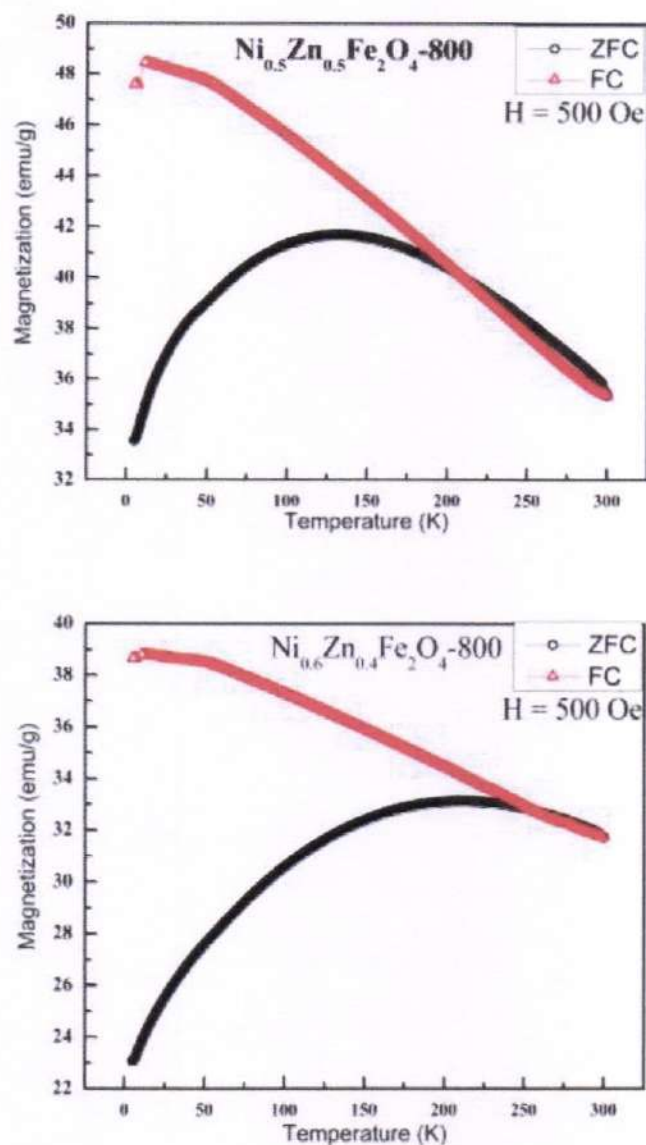 Ni0.5Zn0.5Fe2O4-800
ZFC
FC
H = 500 Oe
Magnetization (emu/g)
50
48
46
44
42
40
38
36
34
32
0 50 100 150 200 250 300
Temperature (K)
Ni0.6Zn0.4Fe2O4-800
ZFC
FC
H = 500 Oe
Magnetization (emu/g)
40
38
36
34
32
30
28
26
24
22
0 50 100 150 200 250 300
Temperature (K)